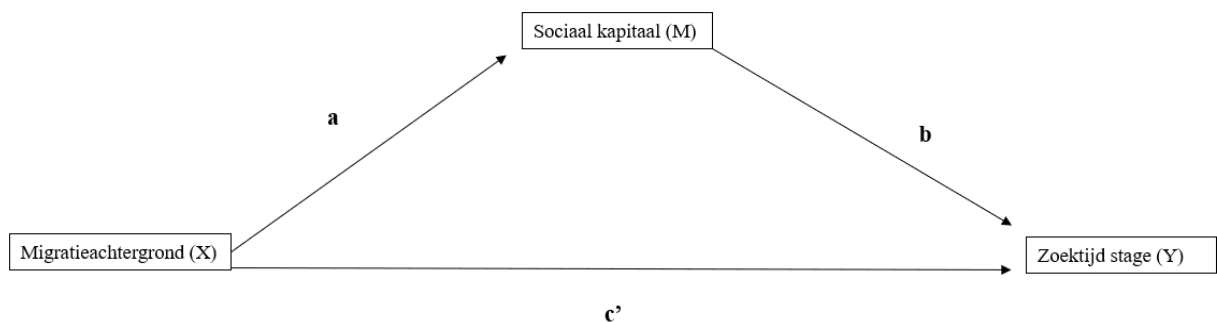 Sociaal kapitaal (M)
a
b
Migratieachtergrond (X)
Zoektijd stage (Y)
c’